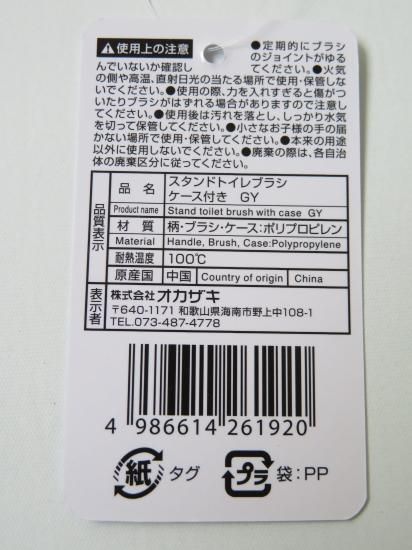 ⚠使用上の注意 ●定期的にブラシ
のジョイントがゆる
んでいないか確認してください。●火気
の側や高温、直射日光の当たる場所で使用・保管しな
いでください。●使用の際、力を入れすぎると傷がつ
いたりブラシがはずれる場合がありますので注意し
てください。●使用後は汚れを落とし、しっかり水気
を切って保管してください。●小さなお子様の手の届
かない場所で使用・保管してください。●本来の用途
以外に使用しないでください。●廃棄の際は、各自治
体の廃棄区分に従ってください。
品質表示
品名 スタンドトイレブラシ
ケース付き GY
Product name Stand toilet brush with case GY
材質 柄・ブラシ・ケース:ポリプロピレン
Material Handle, Brush, Case:Polypropylene
耐熱温度 100℃
原産国 中国 Country of origin China
表示者
株式会社オカザキ
〒640-1171 和歌山県海南市野上中108-1
TEL.073-487-4778
4 986614 261920
紙 タグ プラ 袋:PP